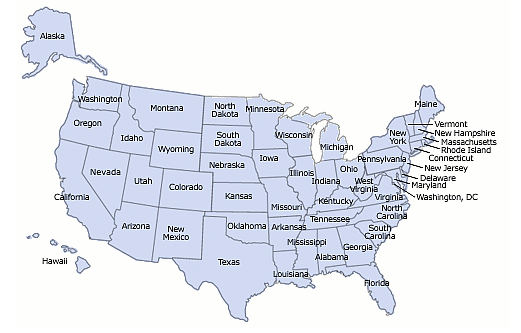 Alaska
Washington
Montana
North
Dakota
Minnesota
Maine
Oregon
Idaho
Wyoming
South
Dakota
Wisconsin
Michigan
New
York
Vermont
New Hampshire
Massachusetts
Rhode Island
Connecticut
New Jersey
Delaware
Maryland
Washington, DC
Nevada
Utah
Colorado
Nebraska
Iowa
Illinois
Indiana
Ohio
Pennsylvania
West
Virginia
Virginia
California
Kansas
Missouri
Kentucky
North
Carolina
Arizona
New
Mexico
Oklahoma
Arkansas
Tennessee
South
Carolina
Mississippi
Alabama
Georgia
Hawaii
Texas
Louisiana
Florida